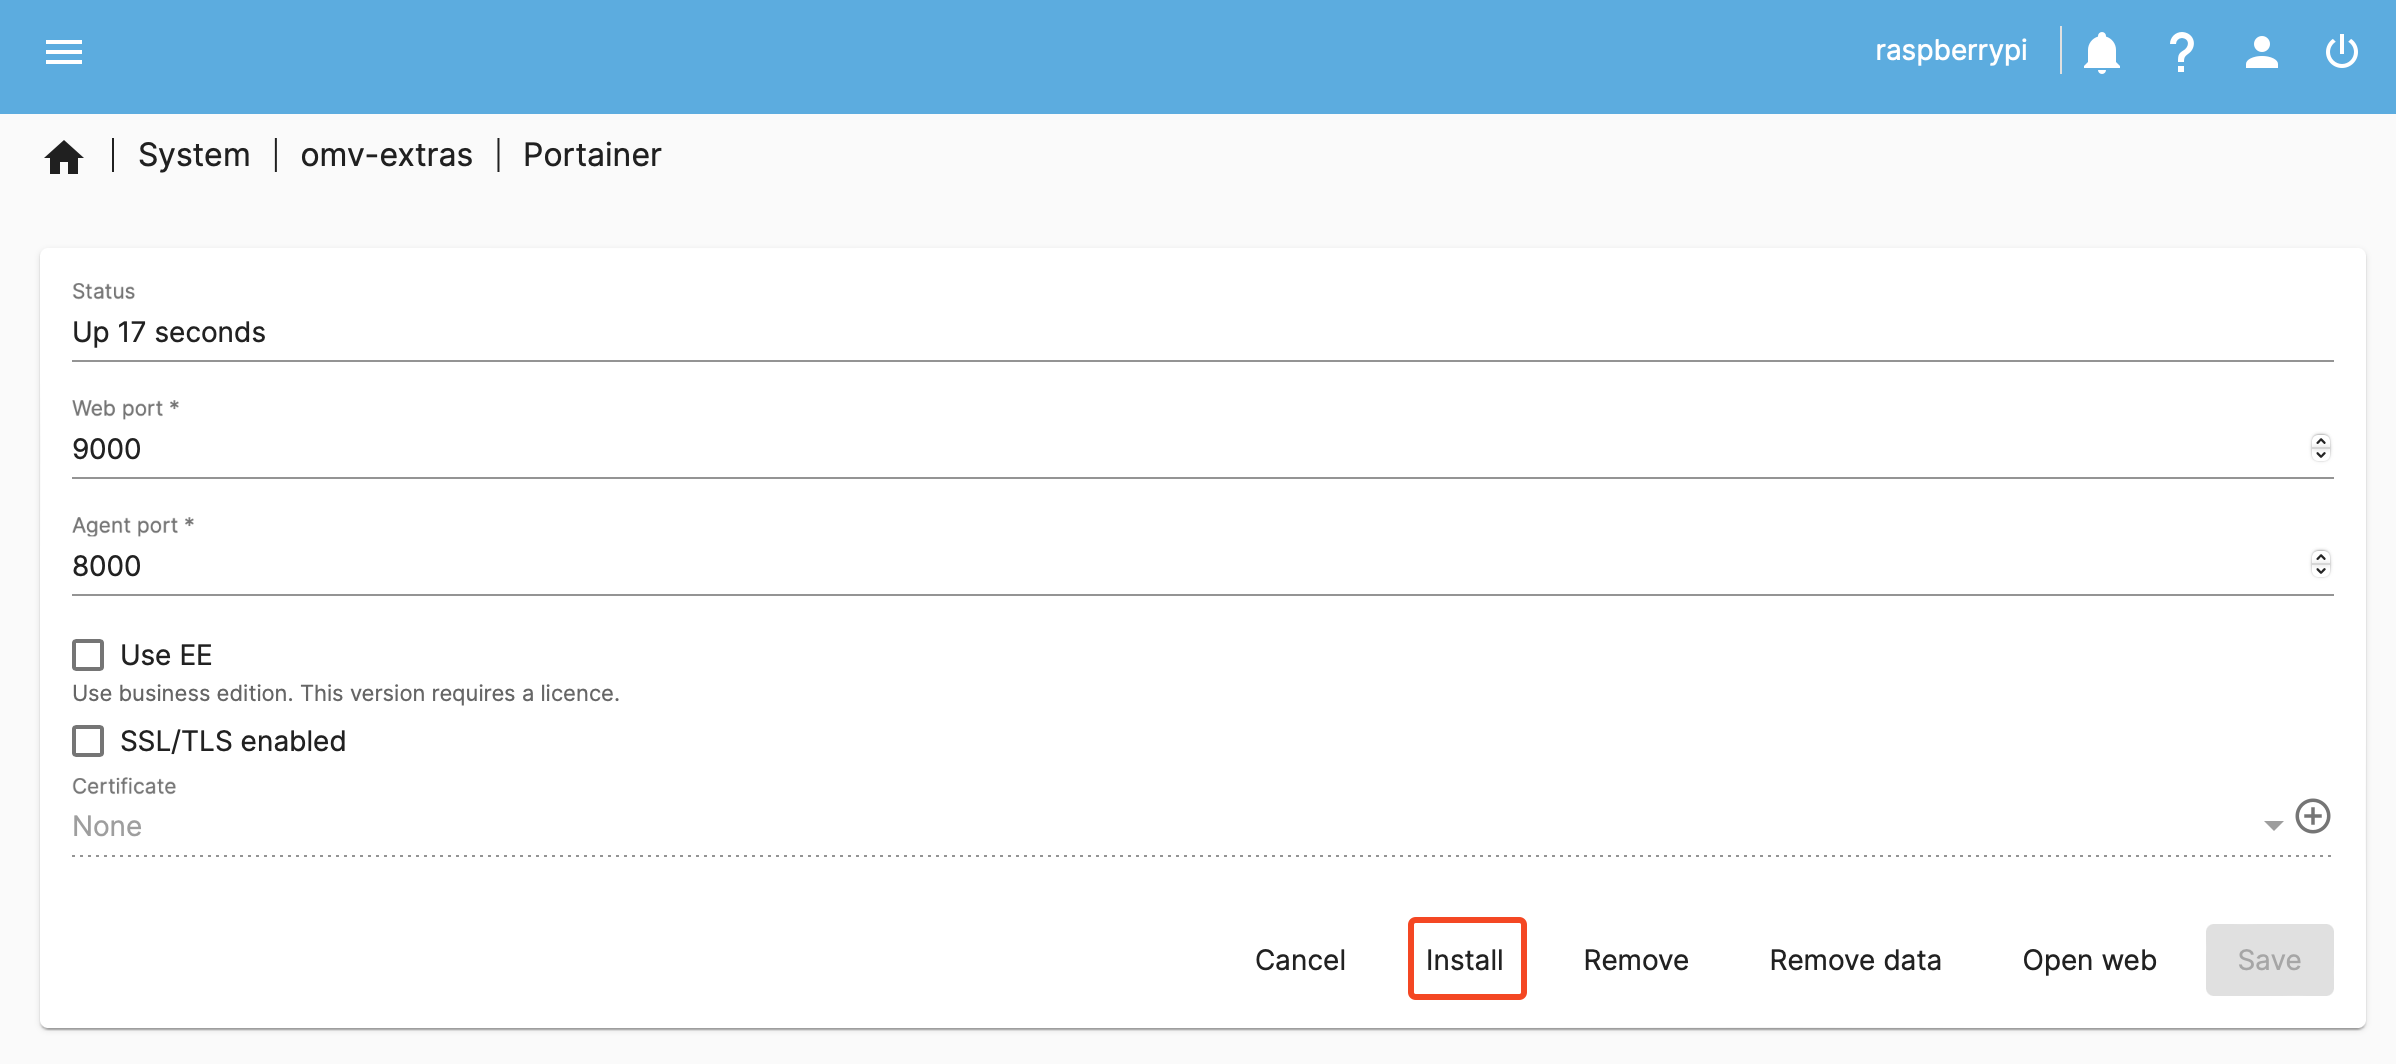 raspberrypi
System | omv-extras | Portainer
Status
Up 17 seconds
Web port *
9000
Agent port *
8000
Use EE
Use business edition. This version requires a licence.
SSL/TLS enabled
Certificate
None
Cancel Install Remove Remove data Open web Save